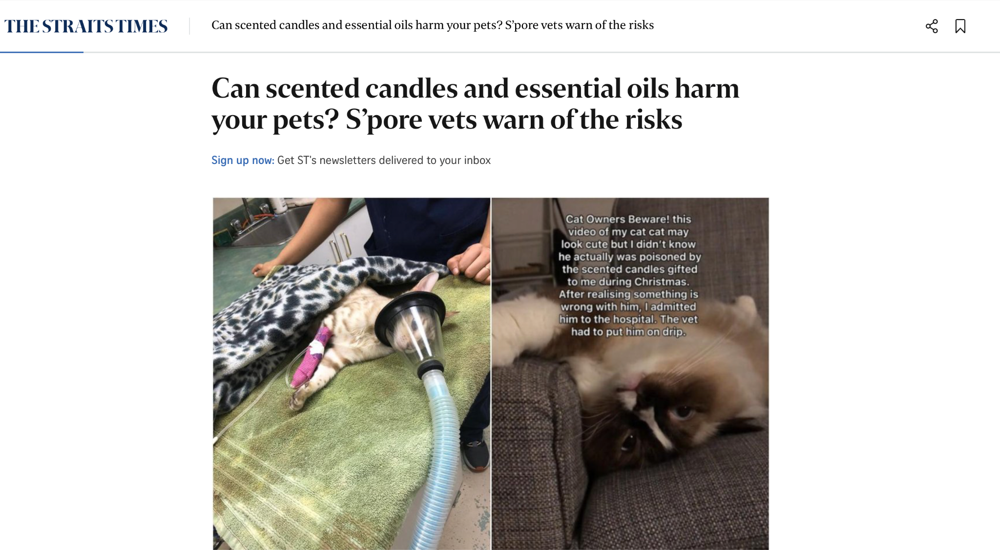 THE STRAITS TIMES
Can scented candles and essential oils harm your pets? S’pore vets warn of the risks
Can scented candles and essential oils harm
your pets? S’pore vets warn of the risks
Sign up now: Get ST's newsletters delivered to your inbox
Cat Owners Beware! this
video of my cat cat may
look cute but I didn’t know
he actually was poisoned by
the scented candles gifted
to me during Christmas.
After realising something is
wrong with him, I admitted
him to the hospital. The vet
had to put him on drip.